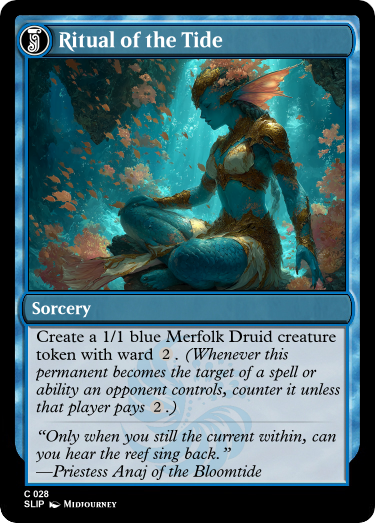 Ritual of the Tide
Sorcery
Create a 1/1 blue Merfolk Druid creature
token with ward 2. (Whenever this
permanent becomes the target of a spell or
ability an opponent controls, counter it unless
that player pays 2.)
“Only when you still the current within, can
you hear the reef sing back.”
—Priestess Anaj of the Bloomtide
C 028
SLIP Midjourney